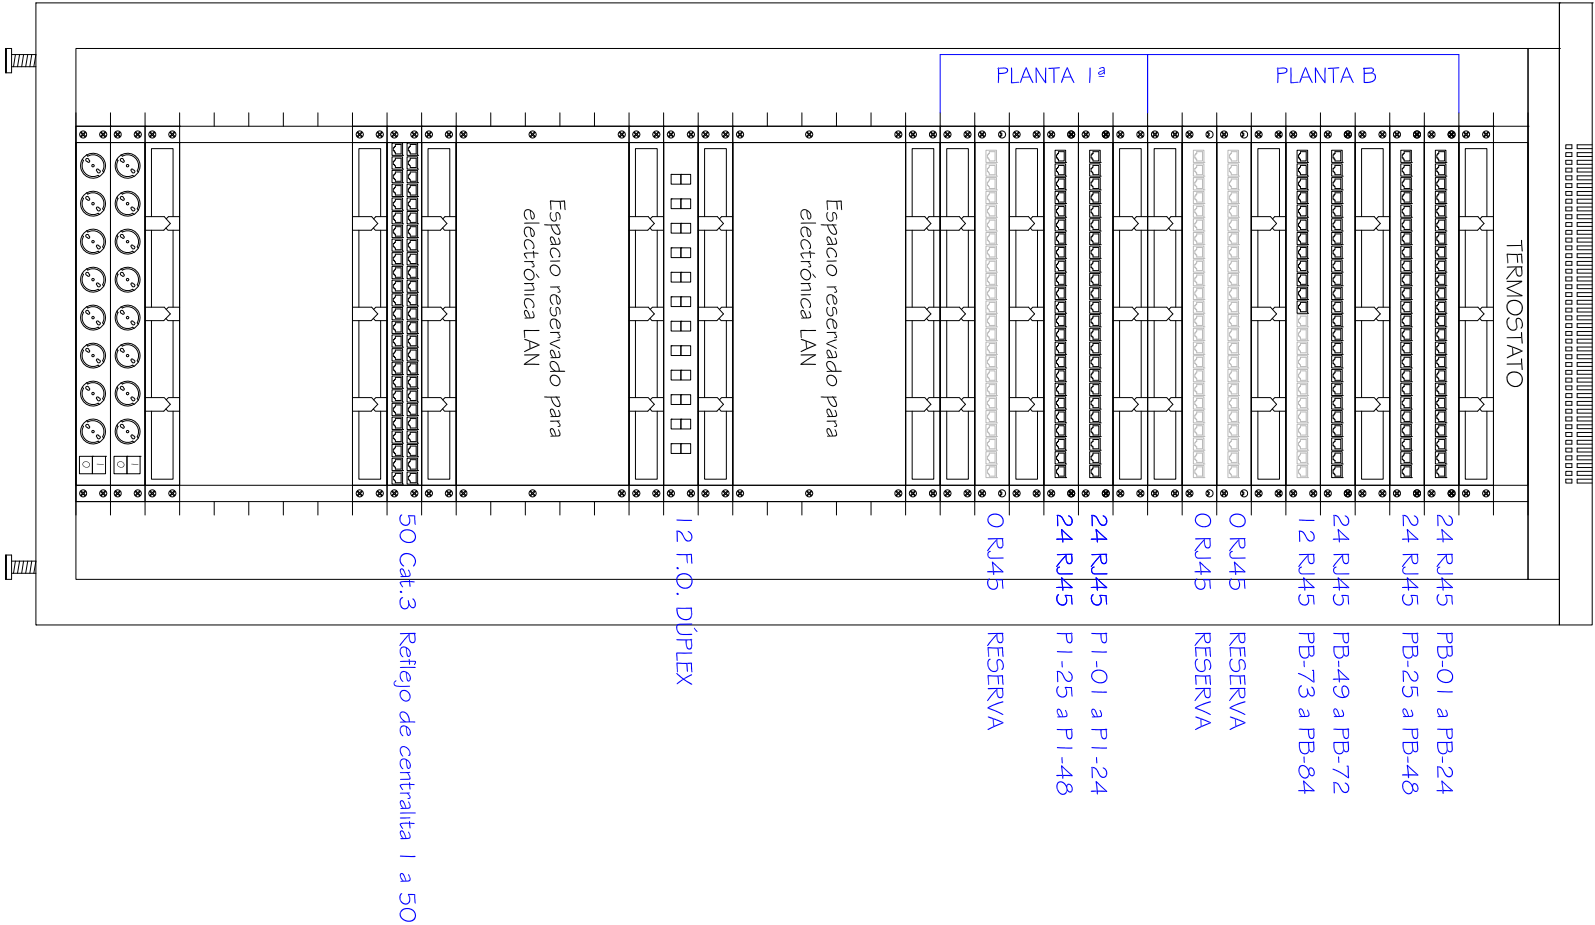 TERMOSTATO
PLANTA B
24 RJ45 PB-01 a PB-24
24 RJ45 PB-25 a PB-48
24 RJ45 PB-49 a PB-72
12 RJ45 PB-73 a PB-84
0 RJ45 RESERVA
0 RJ45 RESERVA
PLANTA 1ª
24 RJ45 P1-01 a P1-24
24 RJ45 P1-25 a P1-48
0 RJ45 RESERVA
Espacio reservado para
electrónica LAN
12 F.O. DÚPLEX
Espacio reservado para
electrónica LAN
50 Cat.3 Reflejo de centralita 1 a 50
O I
O I